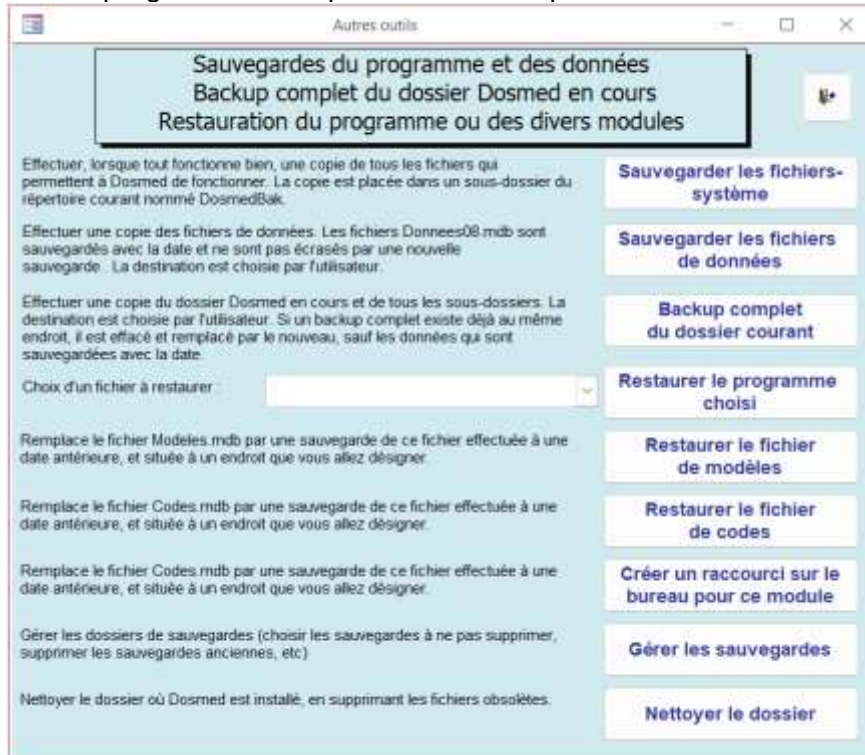 Autres outils
Sauvegardes du programme et des données
Backup complet du dossier Dosmed en cours
Restauration du programme ou des divers modules
Effectuer, lorsque tout fonctionne bien, une copie de tous les fichiers qui
permettent à Dosmed de fonctionner. La copie est placée dans un sous-dossier du
répertoire courant nommé DosmedBak.
Sauvegarder les fichiers-
système
Effectuer une copie des fichiers de données. Les fichiers Donnees08.mdb sont
sauvegardés avec la date et ne sont pas écrasés par une nouvelle
sauvegarde . La destination est choisie par l'utilisateur.
Sauvegarder les fichiers
de données
Effectuer une copie du dossier Dosmed en cours et de tous les sous-dossiers. La
destination est choisie par l'utilisateur. Si un backup complet existe déjà au même
endroit, il est effacé et remplacé par le nouveau, sauf les données qui sont
sauvegardées avec la date.
Backup complet
du dossier courant
Choix d'un fichier à restaurer :
Restaurer le programme
choisi
Remplace le fichier Modeles.mdb par une sauvegarde de ce fichier effectuée à une
date antérieure, et située à un endroit que vous allez désigner.
Restaurer le fichier
de modèles
Remplace le fichier Codes.mdb par une sauvegarde de ce fichier effectuée à une
date antérieure, et située à un endroit que vous allez désigner.
Restaurer le fichier
de codes
Remplace le fichier Codes.mdb par une sauvegarde de ce fichier effectuée à une
date antérieure, et située à un endroit que vous allez désigner.
Créer un raccourci sur le
bureau pour ce module
Gérer les dossiers de sauvegardes (choisir les sauvegardes à ne pas supprimer,
supprimer les sauvegardes anciennes, etc)
Gérer les sauvegardes
Nettoyer le dossier où Dosmed est installé, en supprimant les fichiers obsolètes.
Nettoyer le dossier